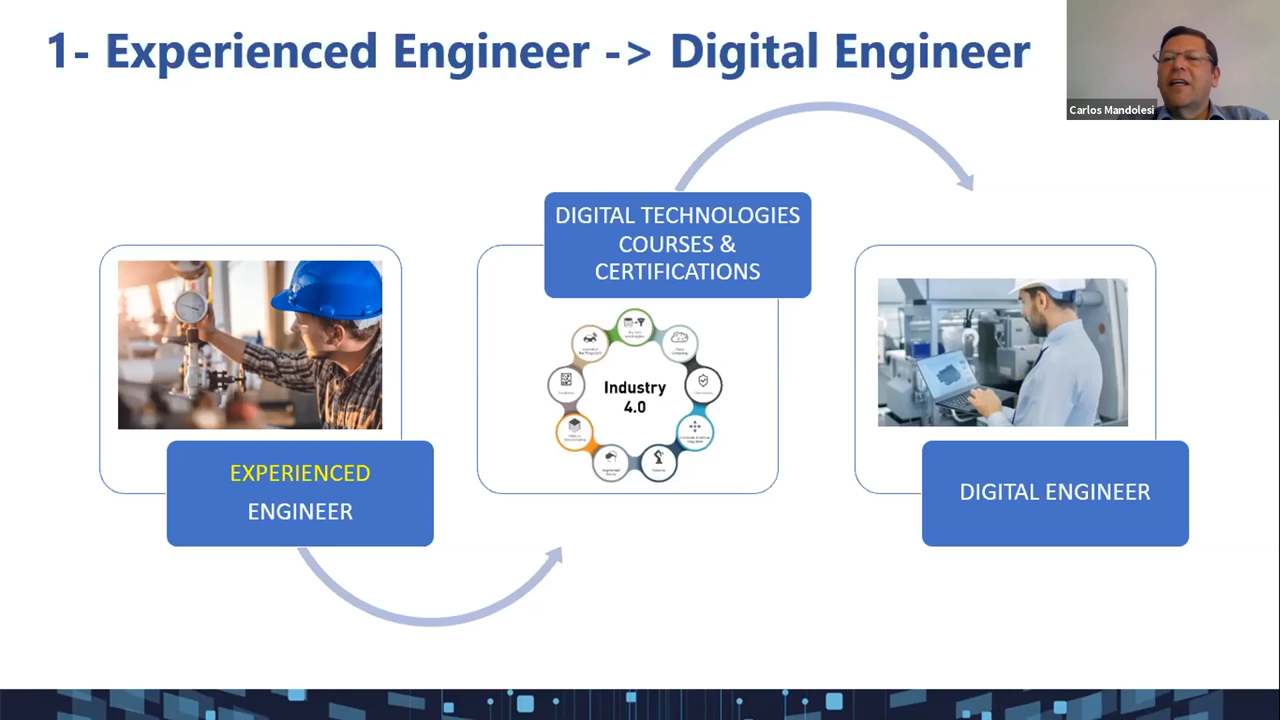 1- Experienced Engineer -> Digital Engineer
Carlos Mandolesi
DIGITAL TECHNOLOGIES
COURSES &
CERTIFICATIONS
Industry
4.0
EXPERIENCED
ENGINEER
DIGITAL ENGINEER